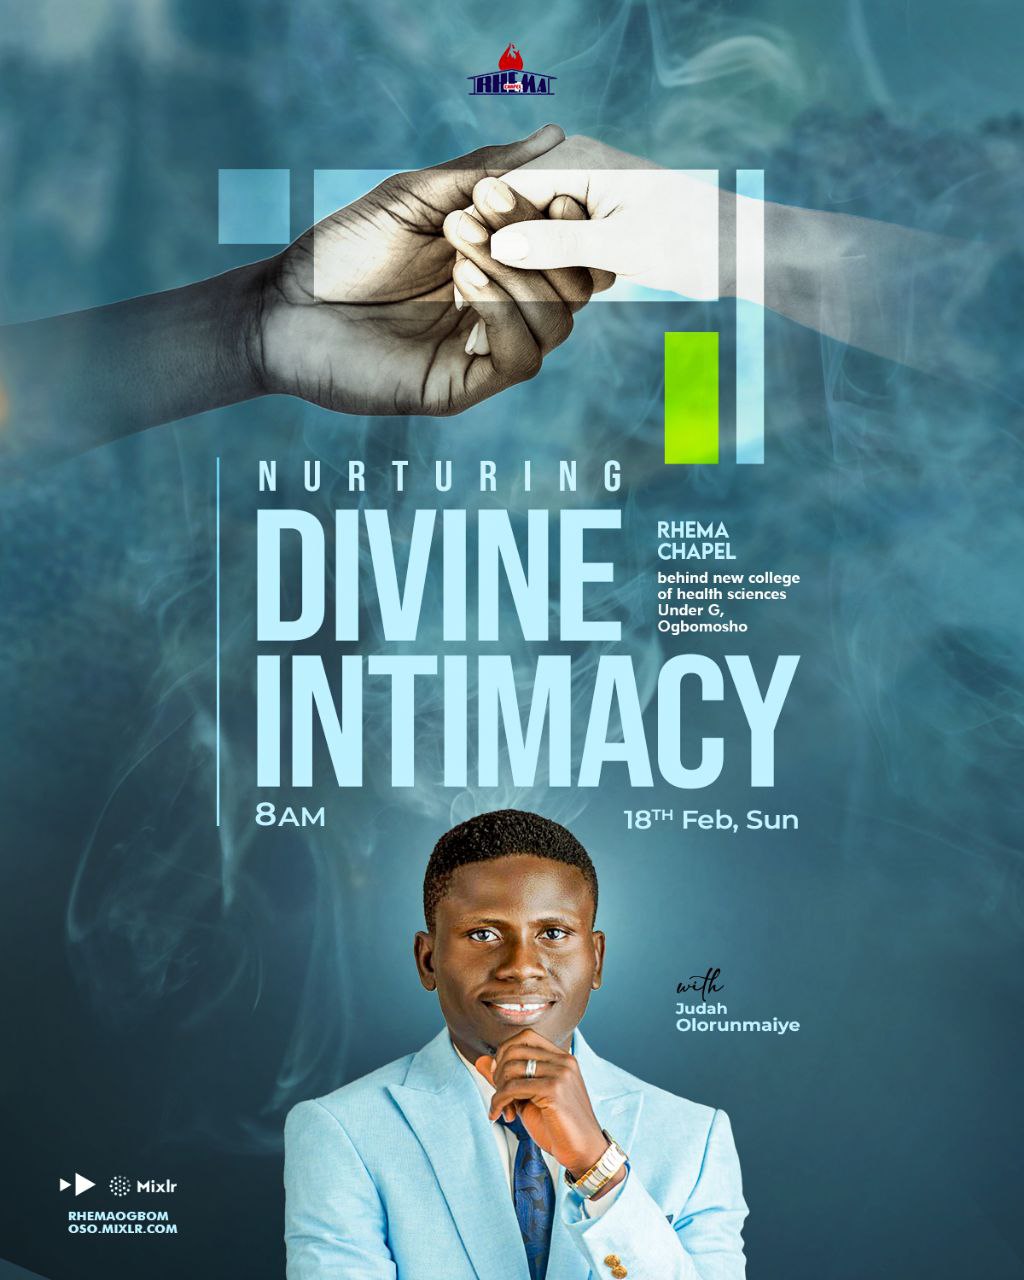 RHEMA
CHAPEL
NURTURING
DIVINE
INTIMACY
RHEMA
CHAPEL
behind new college
of health sciences
Under G,
Ogbomosho
8AM
18TH Feb, Sun
with
Judah
Olorunmaiye
Mixlr
RHEMAOGBOM
OSO.MIXLR.COM